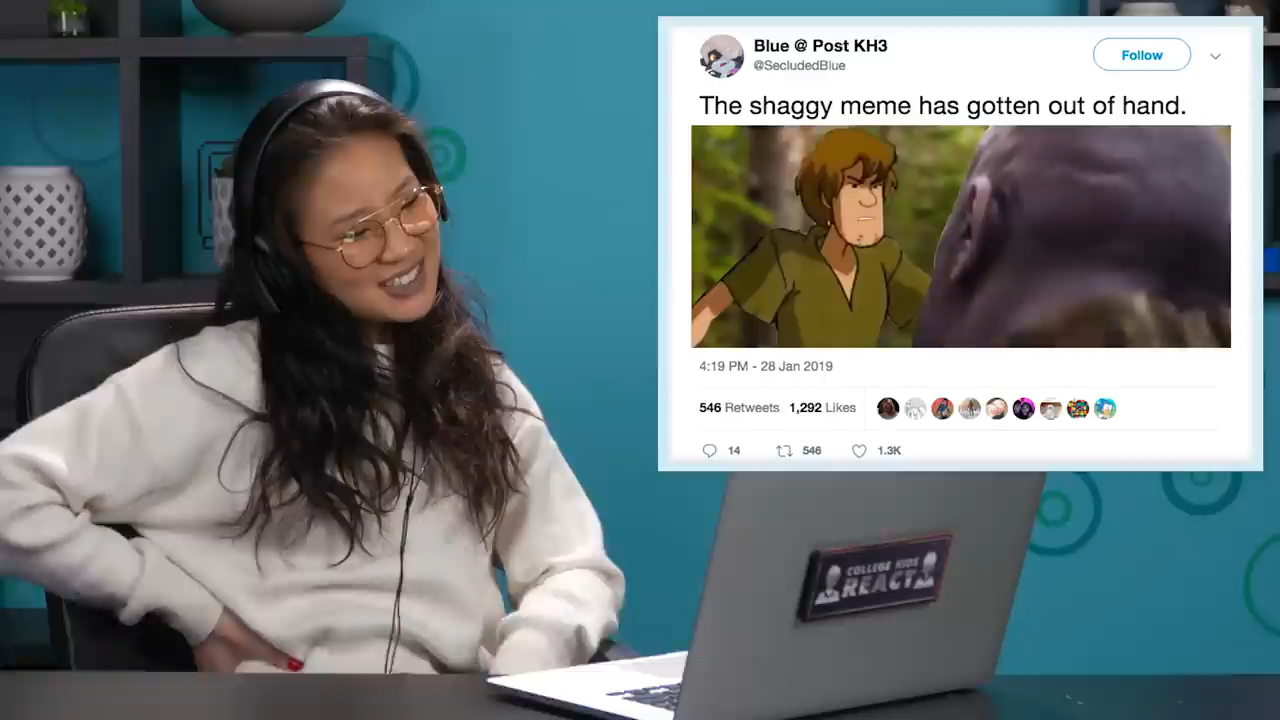 Blue @ Post KH3
@SecludedBlue
Follow
The shaggy meme has gotten out of hand.
4:19 PM - 28 Jan 2019
546 Retweets 1,292 Likes
14 546 1.3K
COLLEGE KIDS
REACT